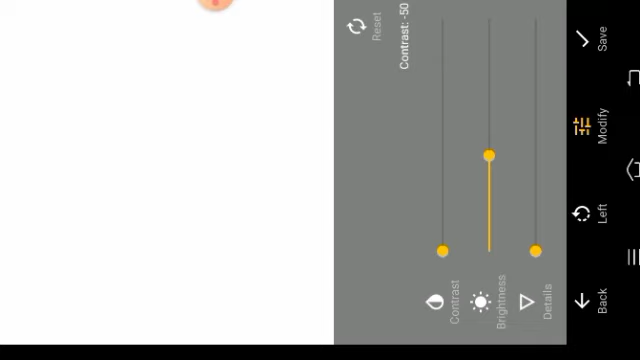 Reset
Contrast: -50
Contrast
Brightness
Details
Back
Left
Modify
Save